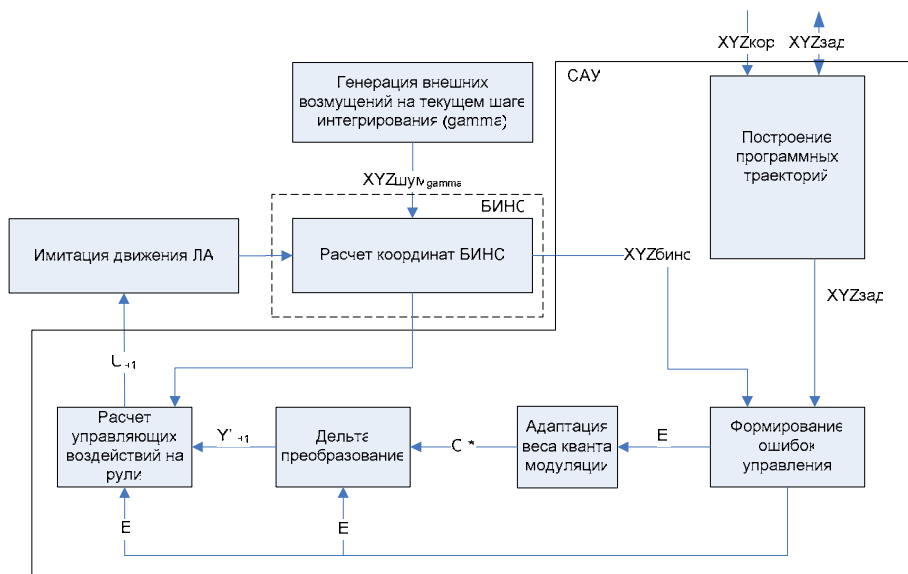 XYZкор
XYZзад
САУ
Генерация внешних
возмущений на текущем шаге
интегрирования (gamma)
Построение
программных
траекторий
XYZшум gamma
БИНС
Имитация движения ЛА
Расчет координат БИНС
XYZбинс
XYZзад
Расчет
управляющих
воздействий на
рули
Y' +1
Дельта
преобразование
C *
Адаптация
веса кванта
модуляции
E
Формирование
ошибок
управления
E
E